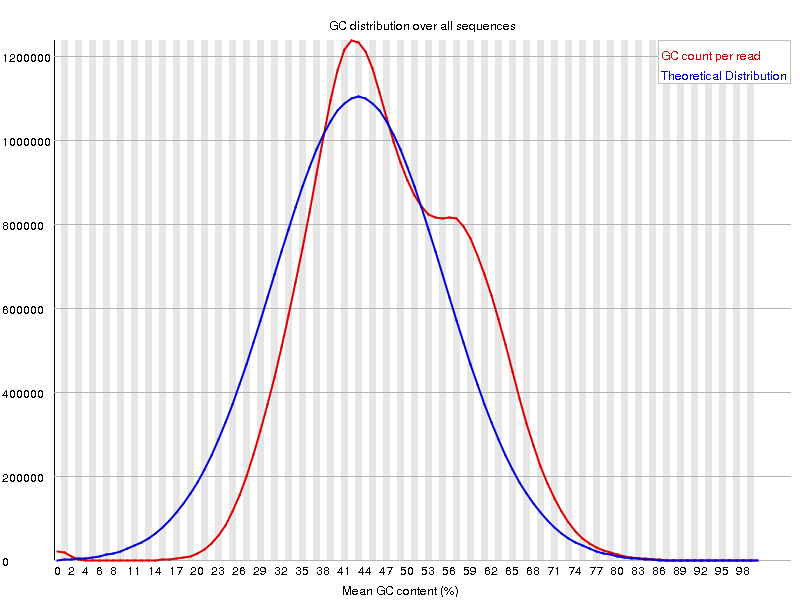 GC distribution over all sequences
GC count per read
Theoretical Distribution
1200000
1000000
800000
600000
400000
200000
0
0 2 4 6 8 11 14 17 20 23 26 29 32 35 38 41 44 47 50 53 56 59 62 65 68 71 74 77 80 83 86 89 92 95 98
Mean GC content (%)